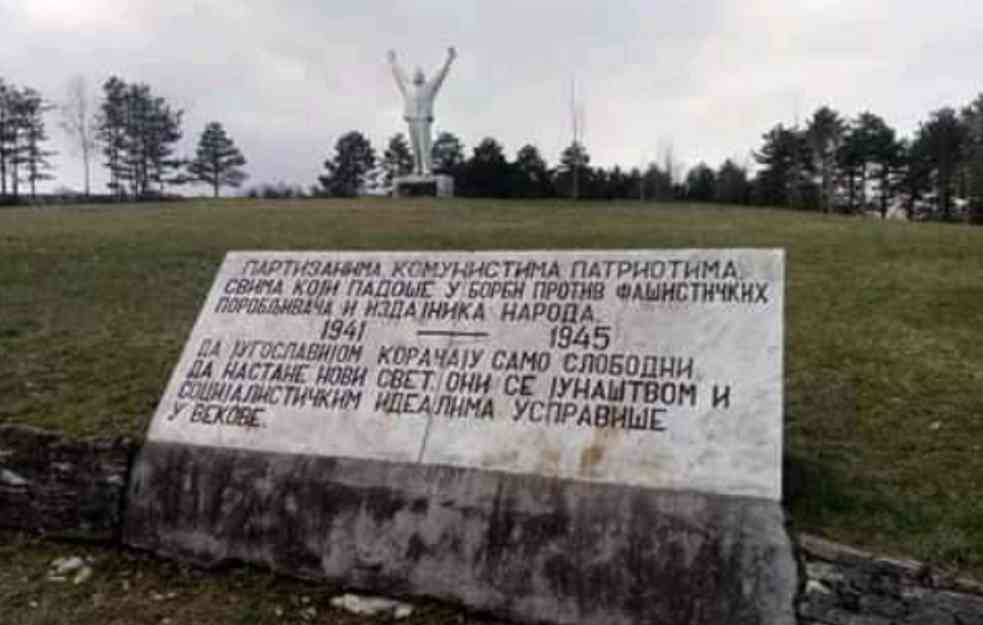 ПАРТИЗАНИМА КОМУНИСТИМА ПАТРИОТИМА,
СВИМА КОЈИ ПАДОШЕ У БОРБИ ПРОТИВ ФАШИСТИЧКИХ
ПОРОБЉИВАЧА И ИЗДАЈНИКА НАРОДА.
1941 — 1945
ДА ЈУГОСЛАВИЈОМ КОРАЧАЈУ САМО СЛОБОДНИ,
ДА НАСТАНЕ НОВИ СВЕТ, ОНИ СЕ ЈУНАШТВОМ И
СОЦИЈАЛИСТИЧКИМ ИДЕАЛИМА УСПРАВИШЕ
У ВЕКОВЕ.